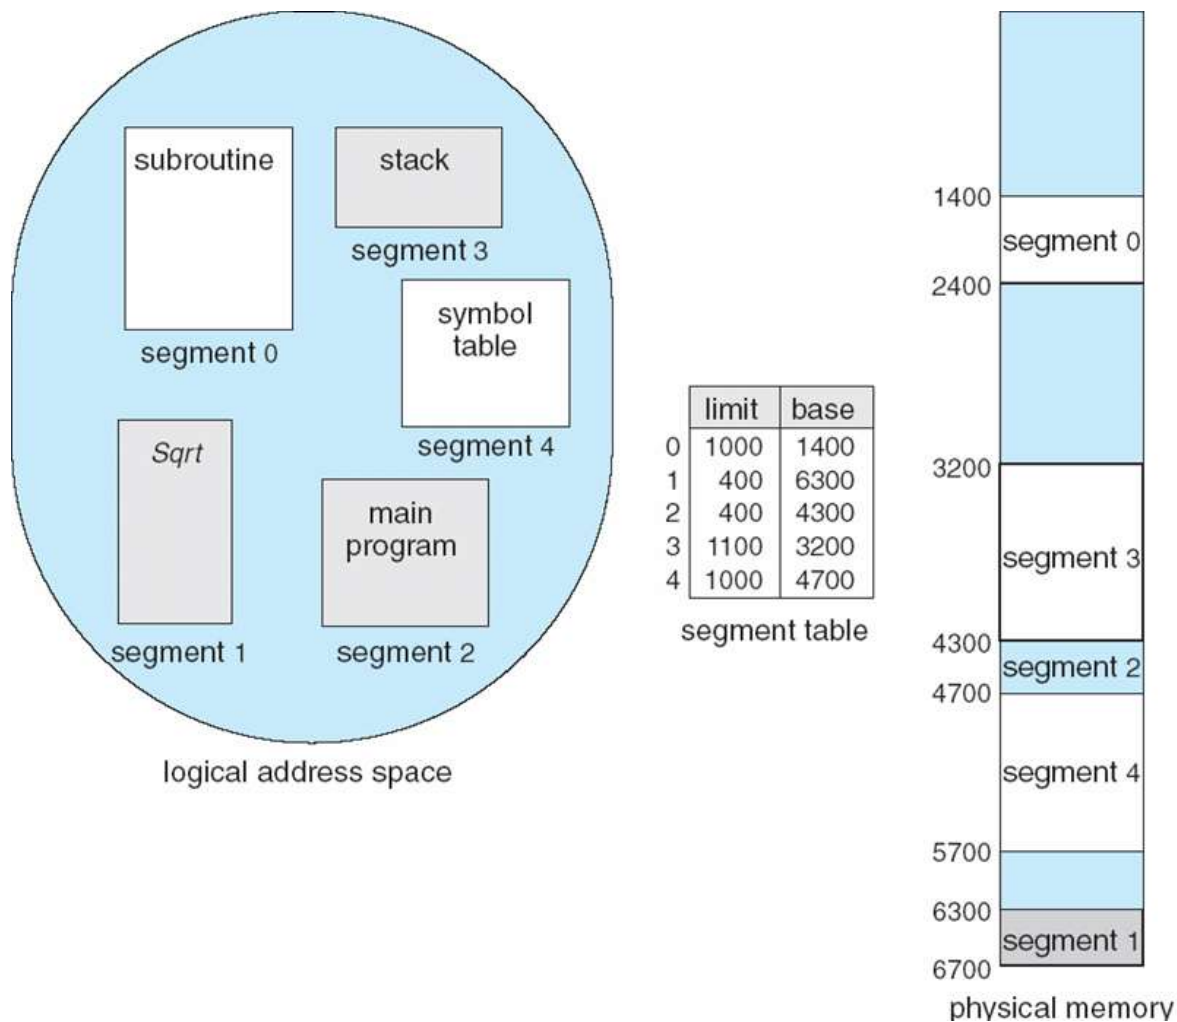 subroutine
segment 0
stack
segment 3
symbol
table
segment 4
Sqrt
segment 1
main
program
segment 2
logical address space
limit base
0 1000 1400
1 400 6300
2 400 4300
3 1100 3200
4 1000 4700
segment table
1400
segment 0
2400
3200
segment 3
4300
segment 2
4700
segment 4
5700
6300
segment 1
6700
physical memory